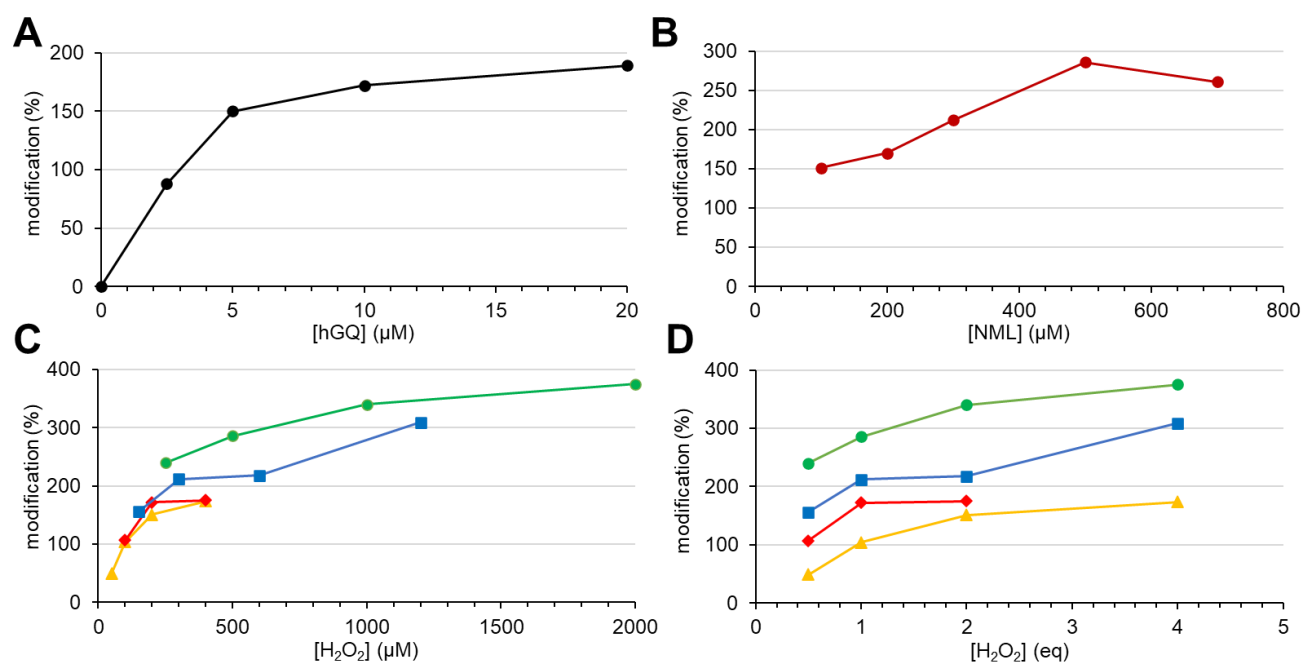 A
modification (%)
200
150
100
50
0
0 5 10 15 20
[hGQ] (µM)
B
modification (%)
300
250
200
150
100
50
0
0 200 400 600 800
[NML] (µM)
C
modification (%)
400
300
200
100
0
0 500 1000 1500 2000
[H₂O₂] (µM)
D
modification (%)
400
300
200
100
0
0 1 2 3 4 5
[H₂O₂] (eq)